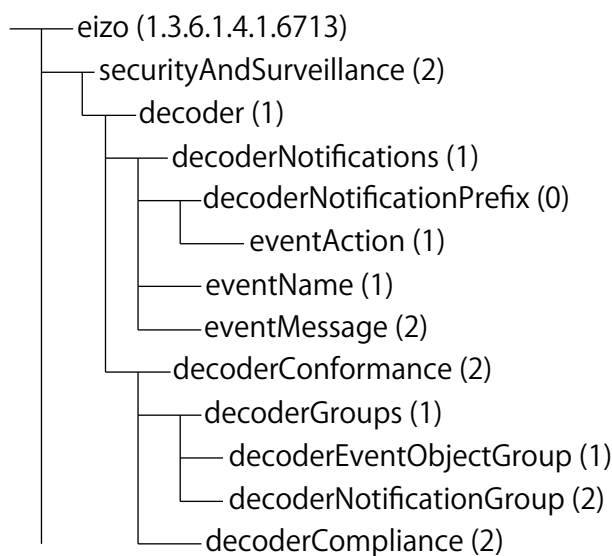 eizo (1.3.6.1.4.1.6713)
securityAndSurveillance (2)
decoder (1)
decoderNotifications (1)
decoderNotificationPrefix (0)
eventAction (1)
eventName (1)
eventMessage (2)
decoderConformance (2)
decoderGroups (1)
decoderEventObjectGroup (1)
decoderNotificationGroup (2)
decoderCompliance (2)